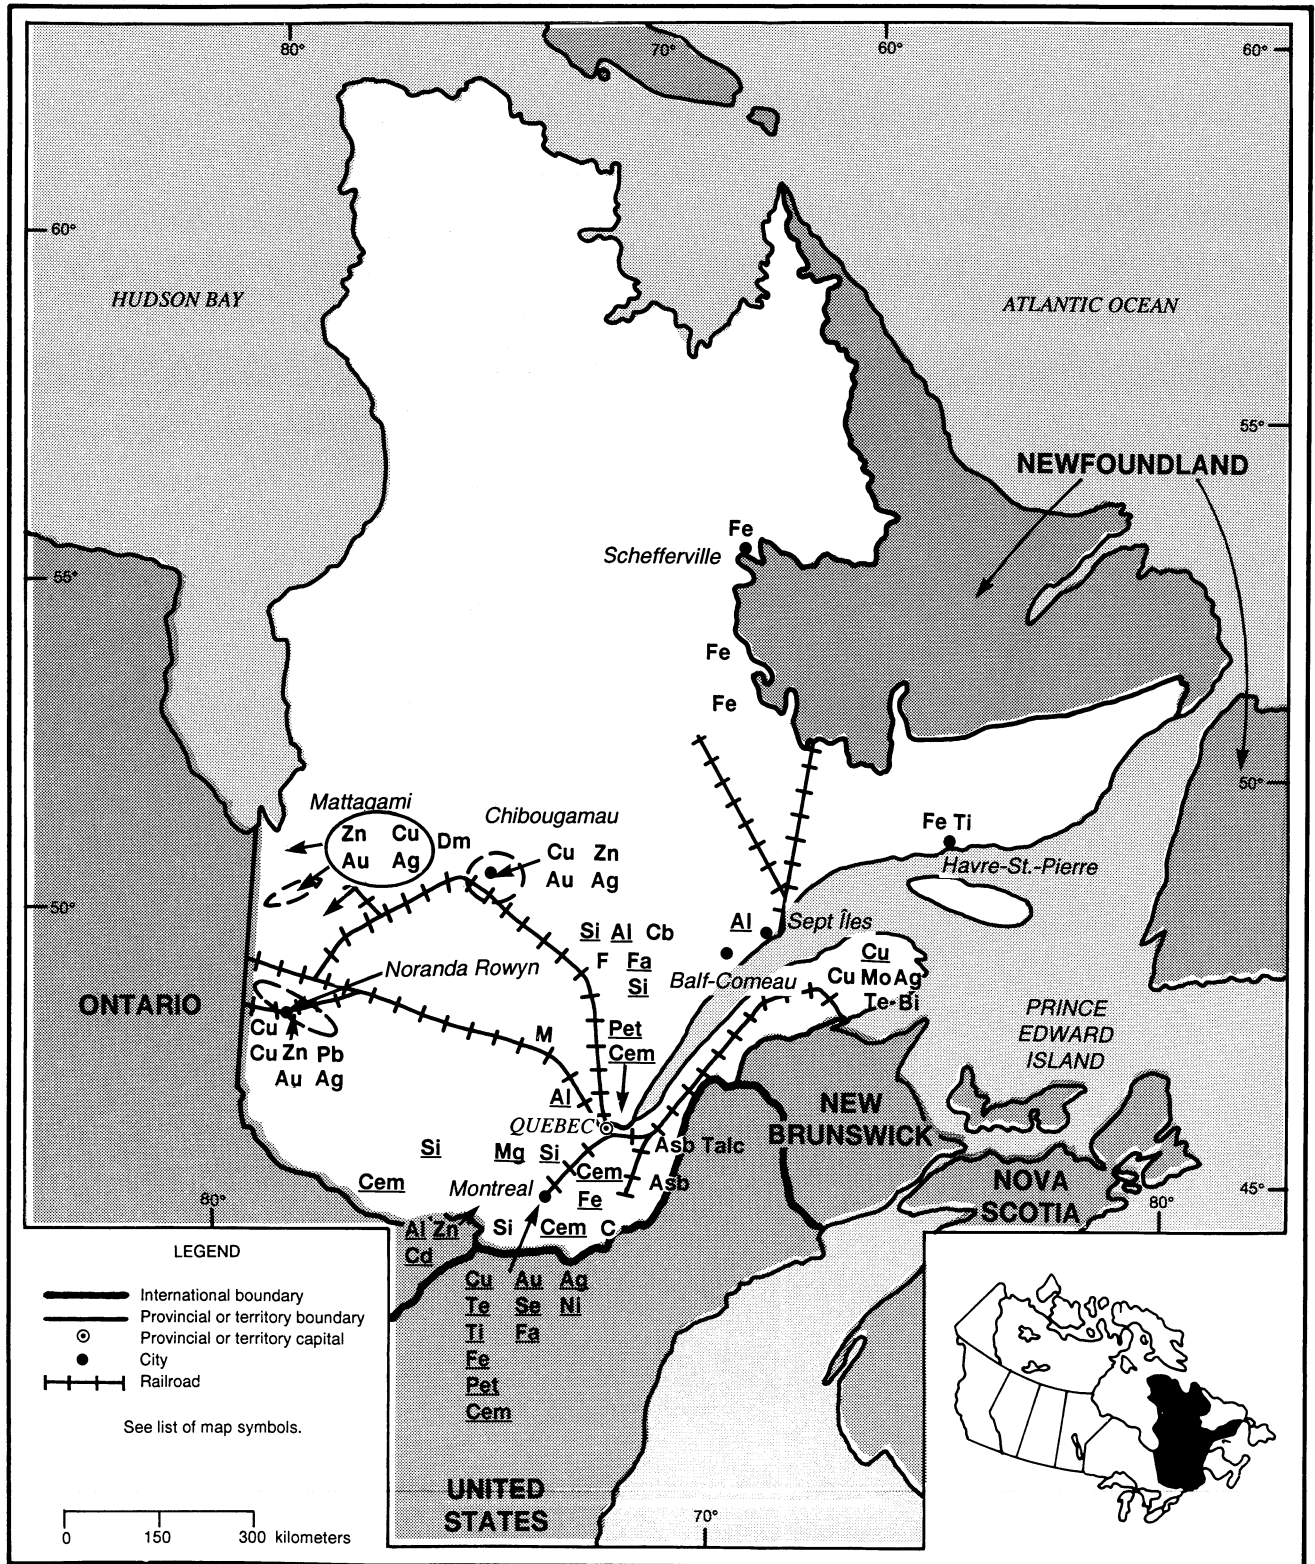 80°
70°
60°
60°
60°
HUDSON BAY
ATLANTIC OCEAN
55°
NEWFOUNDLAND
Fe
Schefferville
55°
Fe
Fe
50°
Mattagami
Chibougamau
Zn Cu
Au Ag
Dm
Cu Zn
Au Ag
Fe Ti
Havre-St.-Pierre
50°
Al
Sept Îles
Si Al Cb
F Fa
Si
Noranda Rowyn
Balf-Comeau
Cu
Cu Mo Ag
Te-Bi
ONTARIO
PRINCE
EDWARD
ISLAND
Cu
Cu Zn Pb
Au Ag
M
Pet
Cem
Al
QUEBEC
NEW
BRUNSWICK
Asb Talc
Si
Mg Si
Cem
Asb
Cem
Montreal
Fe
NOVA
SCOTIA
45°
80°
80°
Al Zn
Cd
Si Cem C
LEGEND
International boundary
Provincial or territory boundary
Provincial or territory capital
City
Railroad
See list of map symbols.
Cu Au Ag
Te Se Ni
Ti Fa
Fe
Pet
Cem
UNITED
STATES
70°
0 150 300 kilometers